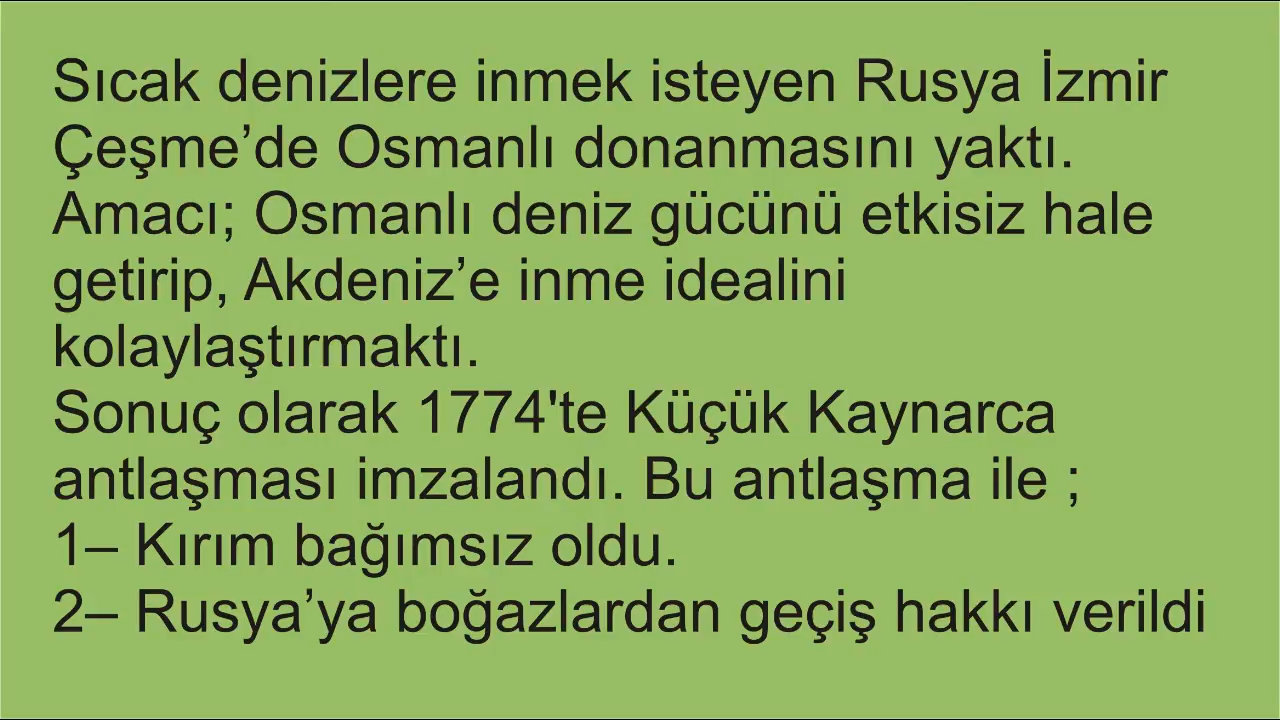 Sıcak denizlere inmek isteyen Rusya İzmir
Çeşme’de Osmanlı donanmasını yaktı.
Amacı; Osmanlı deniz gücünü etkisiz hale
getirip, Akdeniz’e inme idealini
kolaylaştırmaktı.
Sonuç olarak 1774'te Küçük Kaynarca
antlaşması imzalandı. Bu antlaşma ile ;
1– Kırım bağımsız oldu.
2– Rusya’ya boğazlardan geçiş hakkı verildi